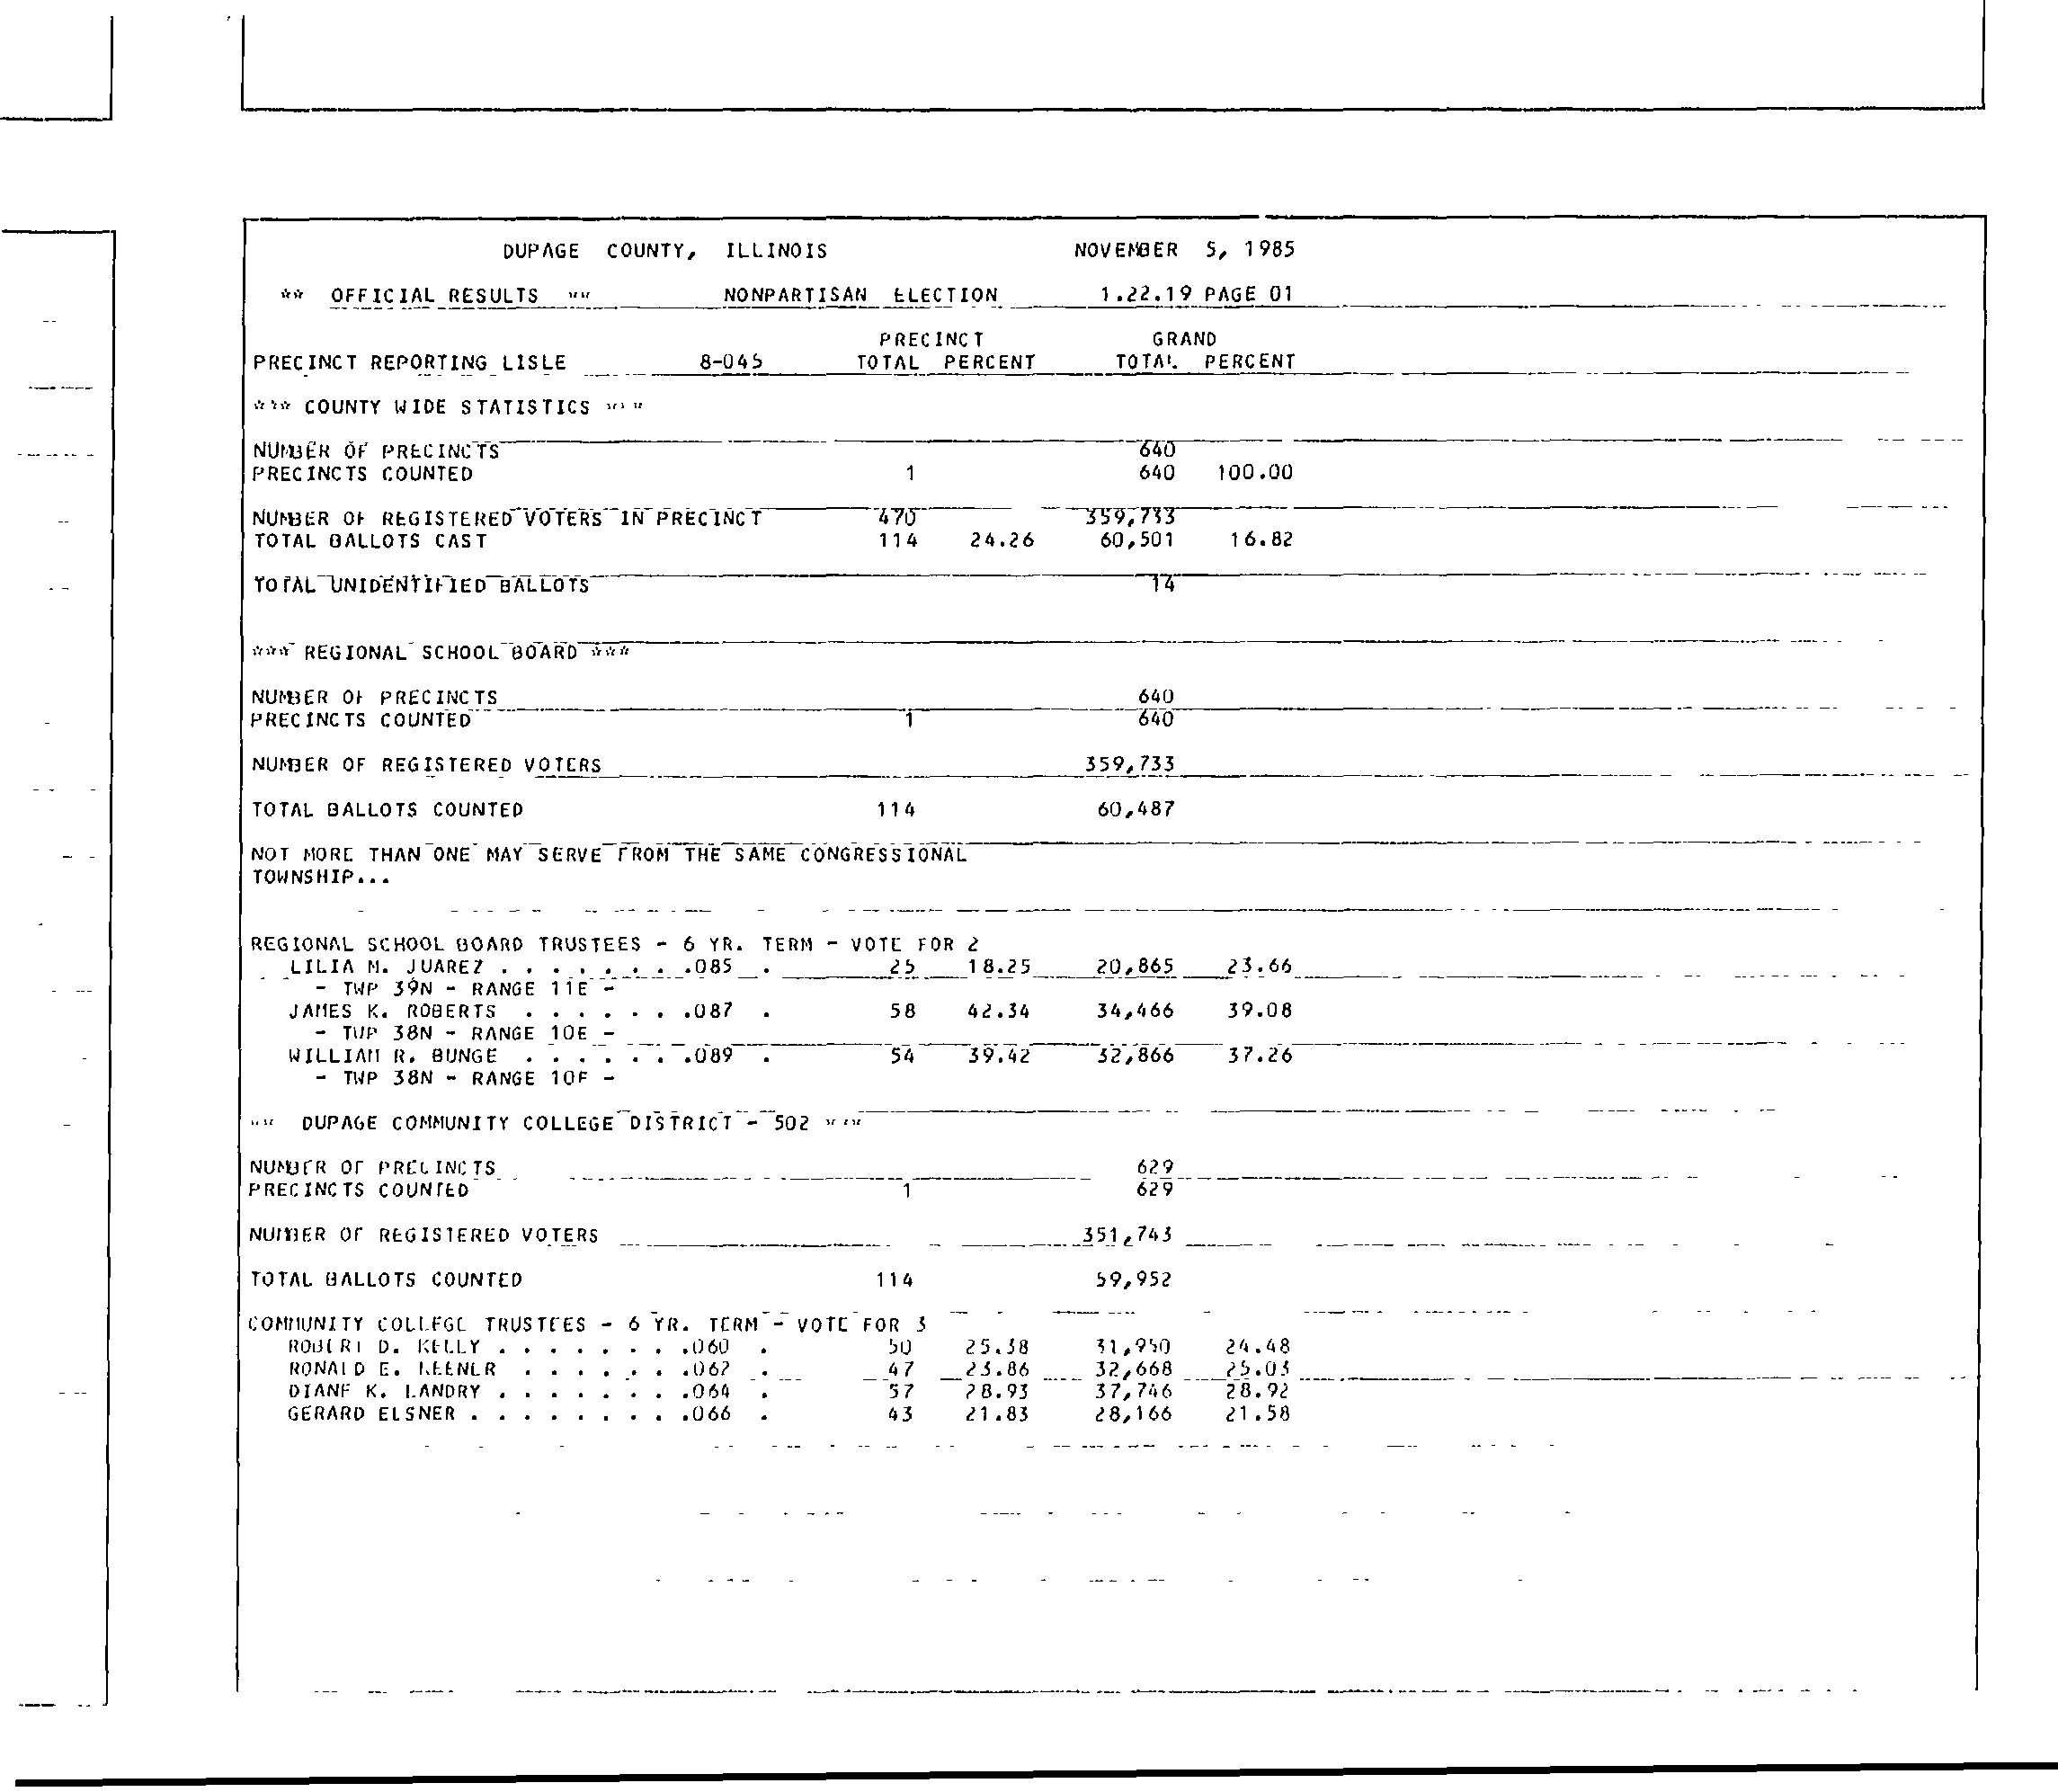 DUPAGE COUNTY, ILLINOIS NOVEMBER 5, 1985
** OFFICIAL RESULTS ** NONPARTISAN ELECTION 1.22.19 PAGE 01
PRECINCT GRAND
PRECINCT REPORTING LISLE 8-045 TOTAL PERCENT TOTAL PERCENT
*** COUNTY WIDE STATISTICS ***
NUMBER OF PRECINCTS 640
PRECINCTS COUNTED 1 640 100.00
NUMBER OF REGISTERED VOTERS IN PRECINCT 470 359,733
TOTAL BALLOTS CAST 114 24.26 60,501 16.82
TOTAL UNIDENTIFIED BALLOTS 14
*** REGIONAL SCHOOL BOARD ***
NUMBER OF PRECINCTS 640
PRECINCTS COUNTED 1 640
NUMBER OF REGISTERED VOTERS 359,733
TOTAL BALLOTS COUNTED 114 60,487
NOT MORE THAN ONE MAY SERVE FROM THE SAME CONGRESSIONAL
TOWNSHIP...
REGIONAL SCHOOL BOARD TRUSTEES - 6 YR. TERM - VOTE FOR 2
LILIA M. JUAREZ . . . . . . . .085 . 25 18.25 20,865 23.66
- TWP 39N - RANGE 11E -
JAMES K. ROBERTS . . . . . . .087 . 58 42.34 34,466 39.08
- TWP 38N - RANGE 10E -
WILLIAM R. BUNGE . . . . . . .089 . 54 39.42 32,866 37.26
- TWP 38N - RANGE 10E -
** DUPAGE COMMUNITY COLLEGE DISTRICT - 502 ***
NUMBER OF PRECINCTS 629
PRECINCTS COUNTED 1 629
NUMBER OF REGISTERED VOTERS 351,743
TOTAL BALLOTS COUNTED 114 59,952
COMMUNITY COLLEGE TRUSTEES - 6 YR. TERM - VOTE FOR 3
ROBERT D. KELLY . . . . . . . .060 . 50 25.38 31,950 24.48
RONALD E. KEENER . . . . . . .062 . 47 23.86 32,668 25.03
DIANE K. LANDRY . . . . . . . .064 . 57 28.93 37,746 28.92
GERARD ELSNER . . . . . . . . .066 . 43 21.83 28,166 21.58